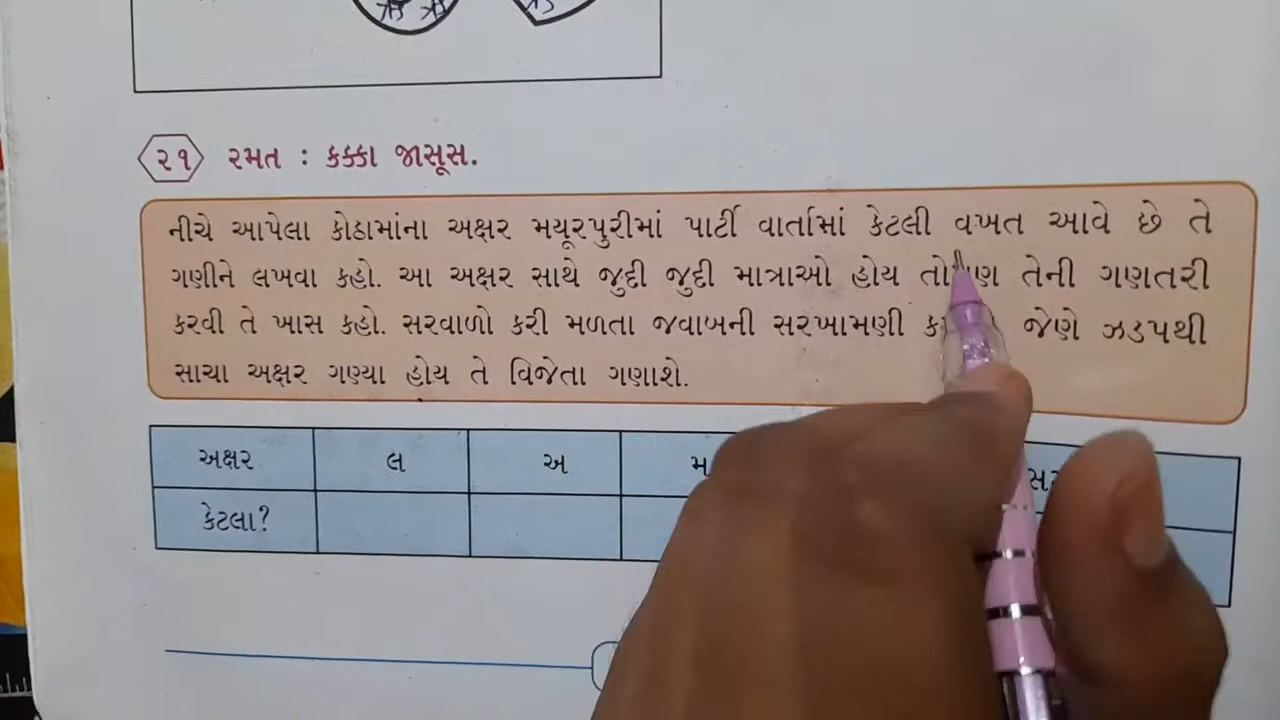 ૨૧ રમત : કક્કા જાસૂસ.
નીચે આપેલા કોઠામાંના અક્ષર મયૂરપુરીમાં પાર્ટી વાર્તામાં કેટલી વખત આવે છે તે
ગણીને લખવા કહો. આ અક્ષર સાથે જુદી જુદી માત્રાઓ હોય તોપણ તેની ગણતરી
કરવી તે ખાસ કહો. સરવાળો કરી મળતા જવાબની સરખામણી જેણે ઝડપથી
સાચા અક્ષર ગણ્યા હોય તે વિજેતા ગણાશે.
અક્ષર લ અ મ
કેટલા?